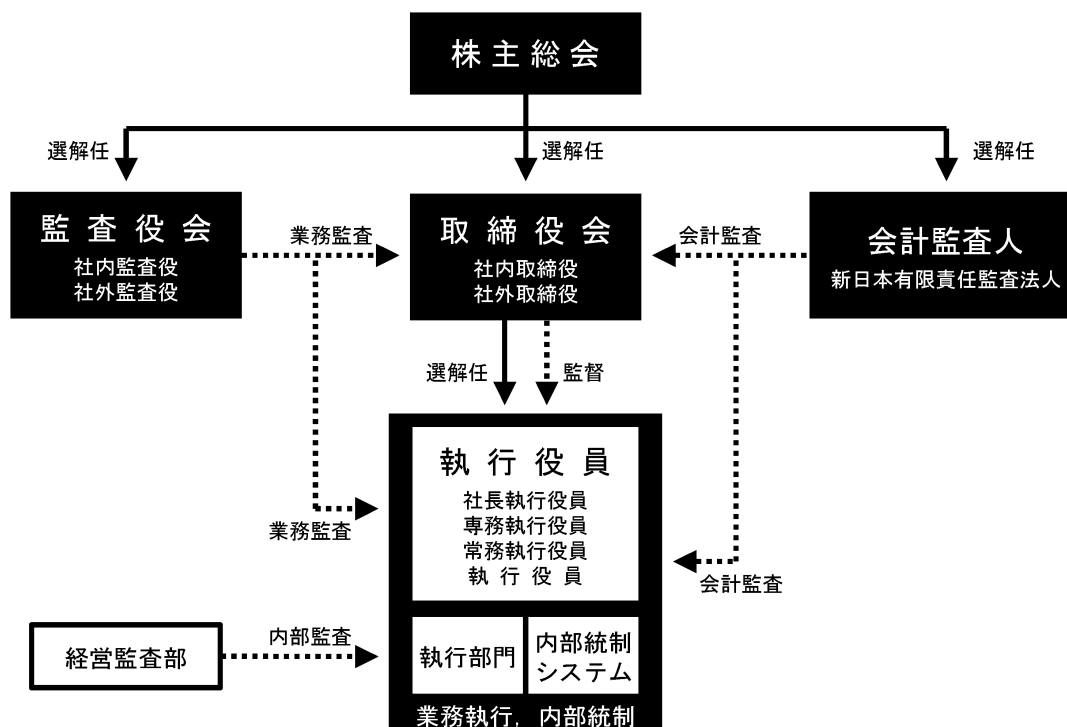 株主総会
選解任
選解任
選解任
監査役会
社内監査役
社外監査役
業務監査
取締役会
社内取締役
社外取締役
会計監査
会計監査人
新日本有限責任監査法人
選解任
監督
執行役員
社長執行役員
専務執行役員
常務執行役員
執行役員
業務監査
会計監査
経営監査部
内部監査
執行部門
内部統制
システム
業務執行，内部統制